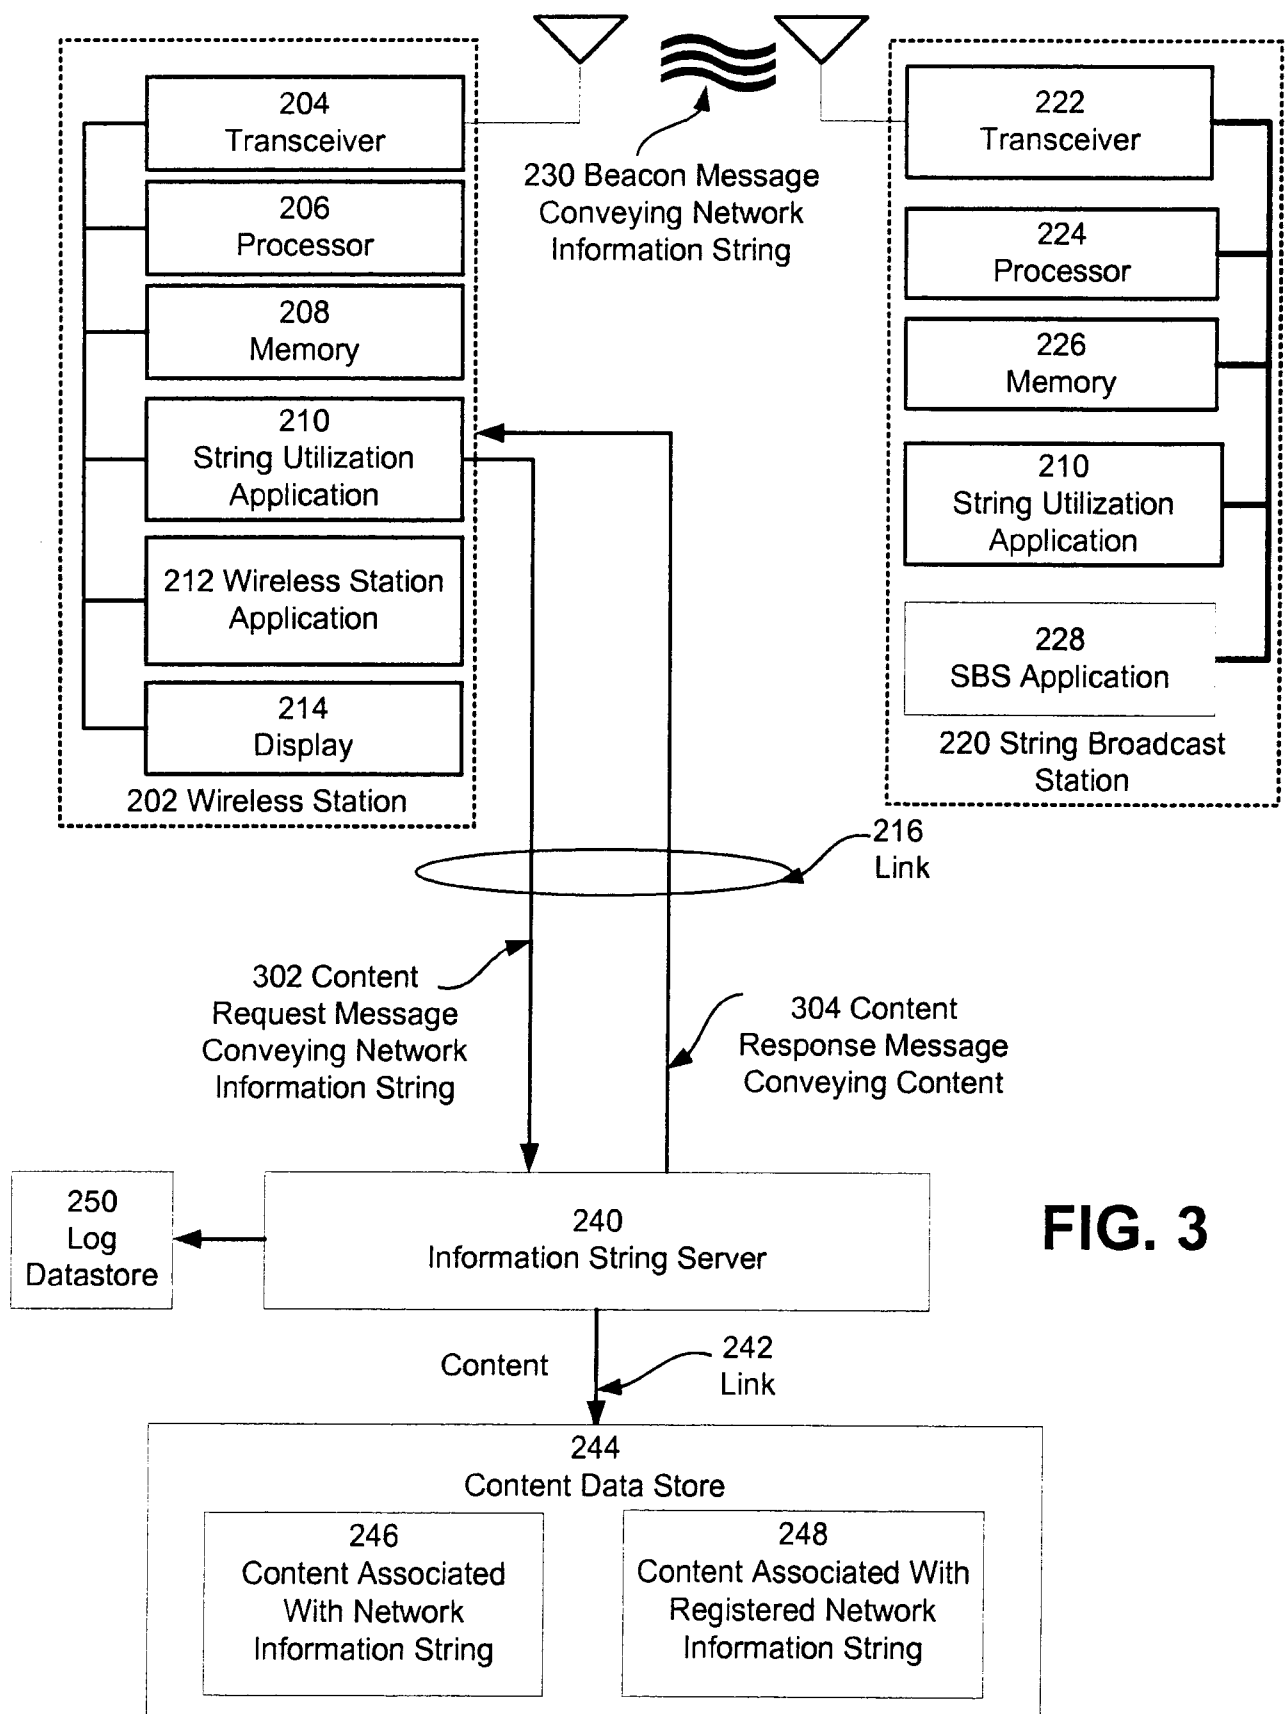 204
Transceiver
206
Processor
208
Memory
210
String Utilization
Application
212 Wireless Station
Application
214
Display
202 Wireless Station
230 Beacon Message
Conveying Network
Information String
222
Transceiver
224
Processor
226
Memory
210
String Utilization
Application
228
SBS Application
220 String Broadcast
Station
216
Link
302 Content
Request Message
Conveying Network
Information String
304 Content
Response Message
Conveying Content
250
Log
Datastore
240
Information String Server
FIG. 3
Content
242
Link
244
Content Data Store
246
Content Associated
With Network
Information String
248
Content Associated With
Registered Network
Information String